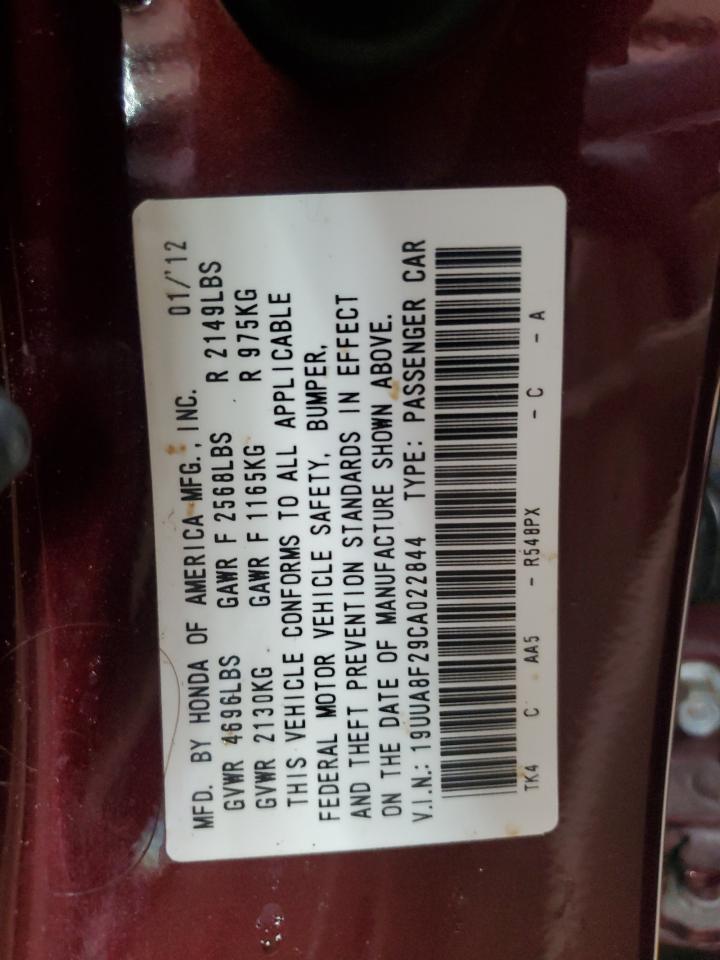 MFD. BY HONDA OF AMERICA MFG., INC. 01/'12
GVWR 4696LBS GAWR F 2568LBS R 2149LBS
GVWR 2130KG GAWR F 1165KG R 975KG
THIS VEHICLE CONFORMS TO ALL APPLICABLE
FEDERAL MOTOR VEHICLE SAFETY, BUMPER,
AND THEFT PREVENTION STANDARDS IN EFFECT
ON THE DATE OF MANUFACTURE SHOWN ABOVE.
V.I.N.: 19UUA8F29CA022844 TYPE: PASSENGER CAR
TK4 C AA5 - R548PX - C - A